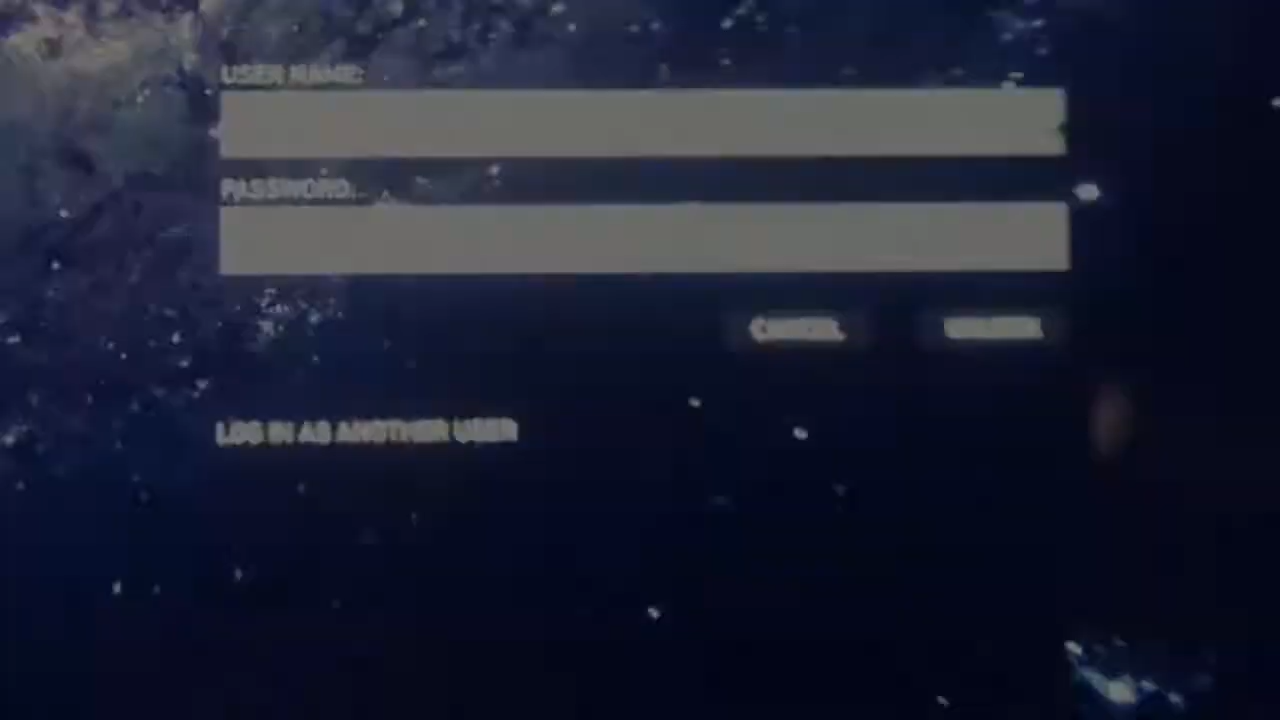 USER NAME:
PASSWORD:
CANCEL
LOG IN AS ANOTHER USER